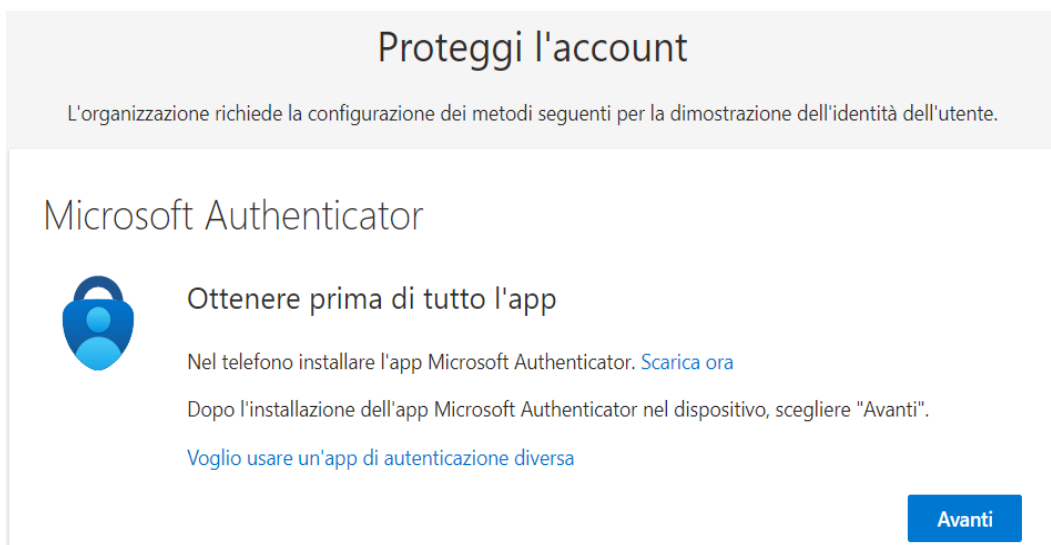 Proteggi l'account
L'organizzazione richiede la configurazione dei metodi seguenti per la dimostrazione dell'identità dell'utente.
Microsoft Authenticator
Ottenere prima di tutto l'app
Nel telefono installare l'app Microsoft Authenticator. Scarica ora
Dopo l'installazione dell'app Microsoft Authenticator nel dispositivo, scegliere "Avanti".
Voglio usare un'app di autenticazione diversa
Avanti